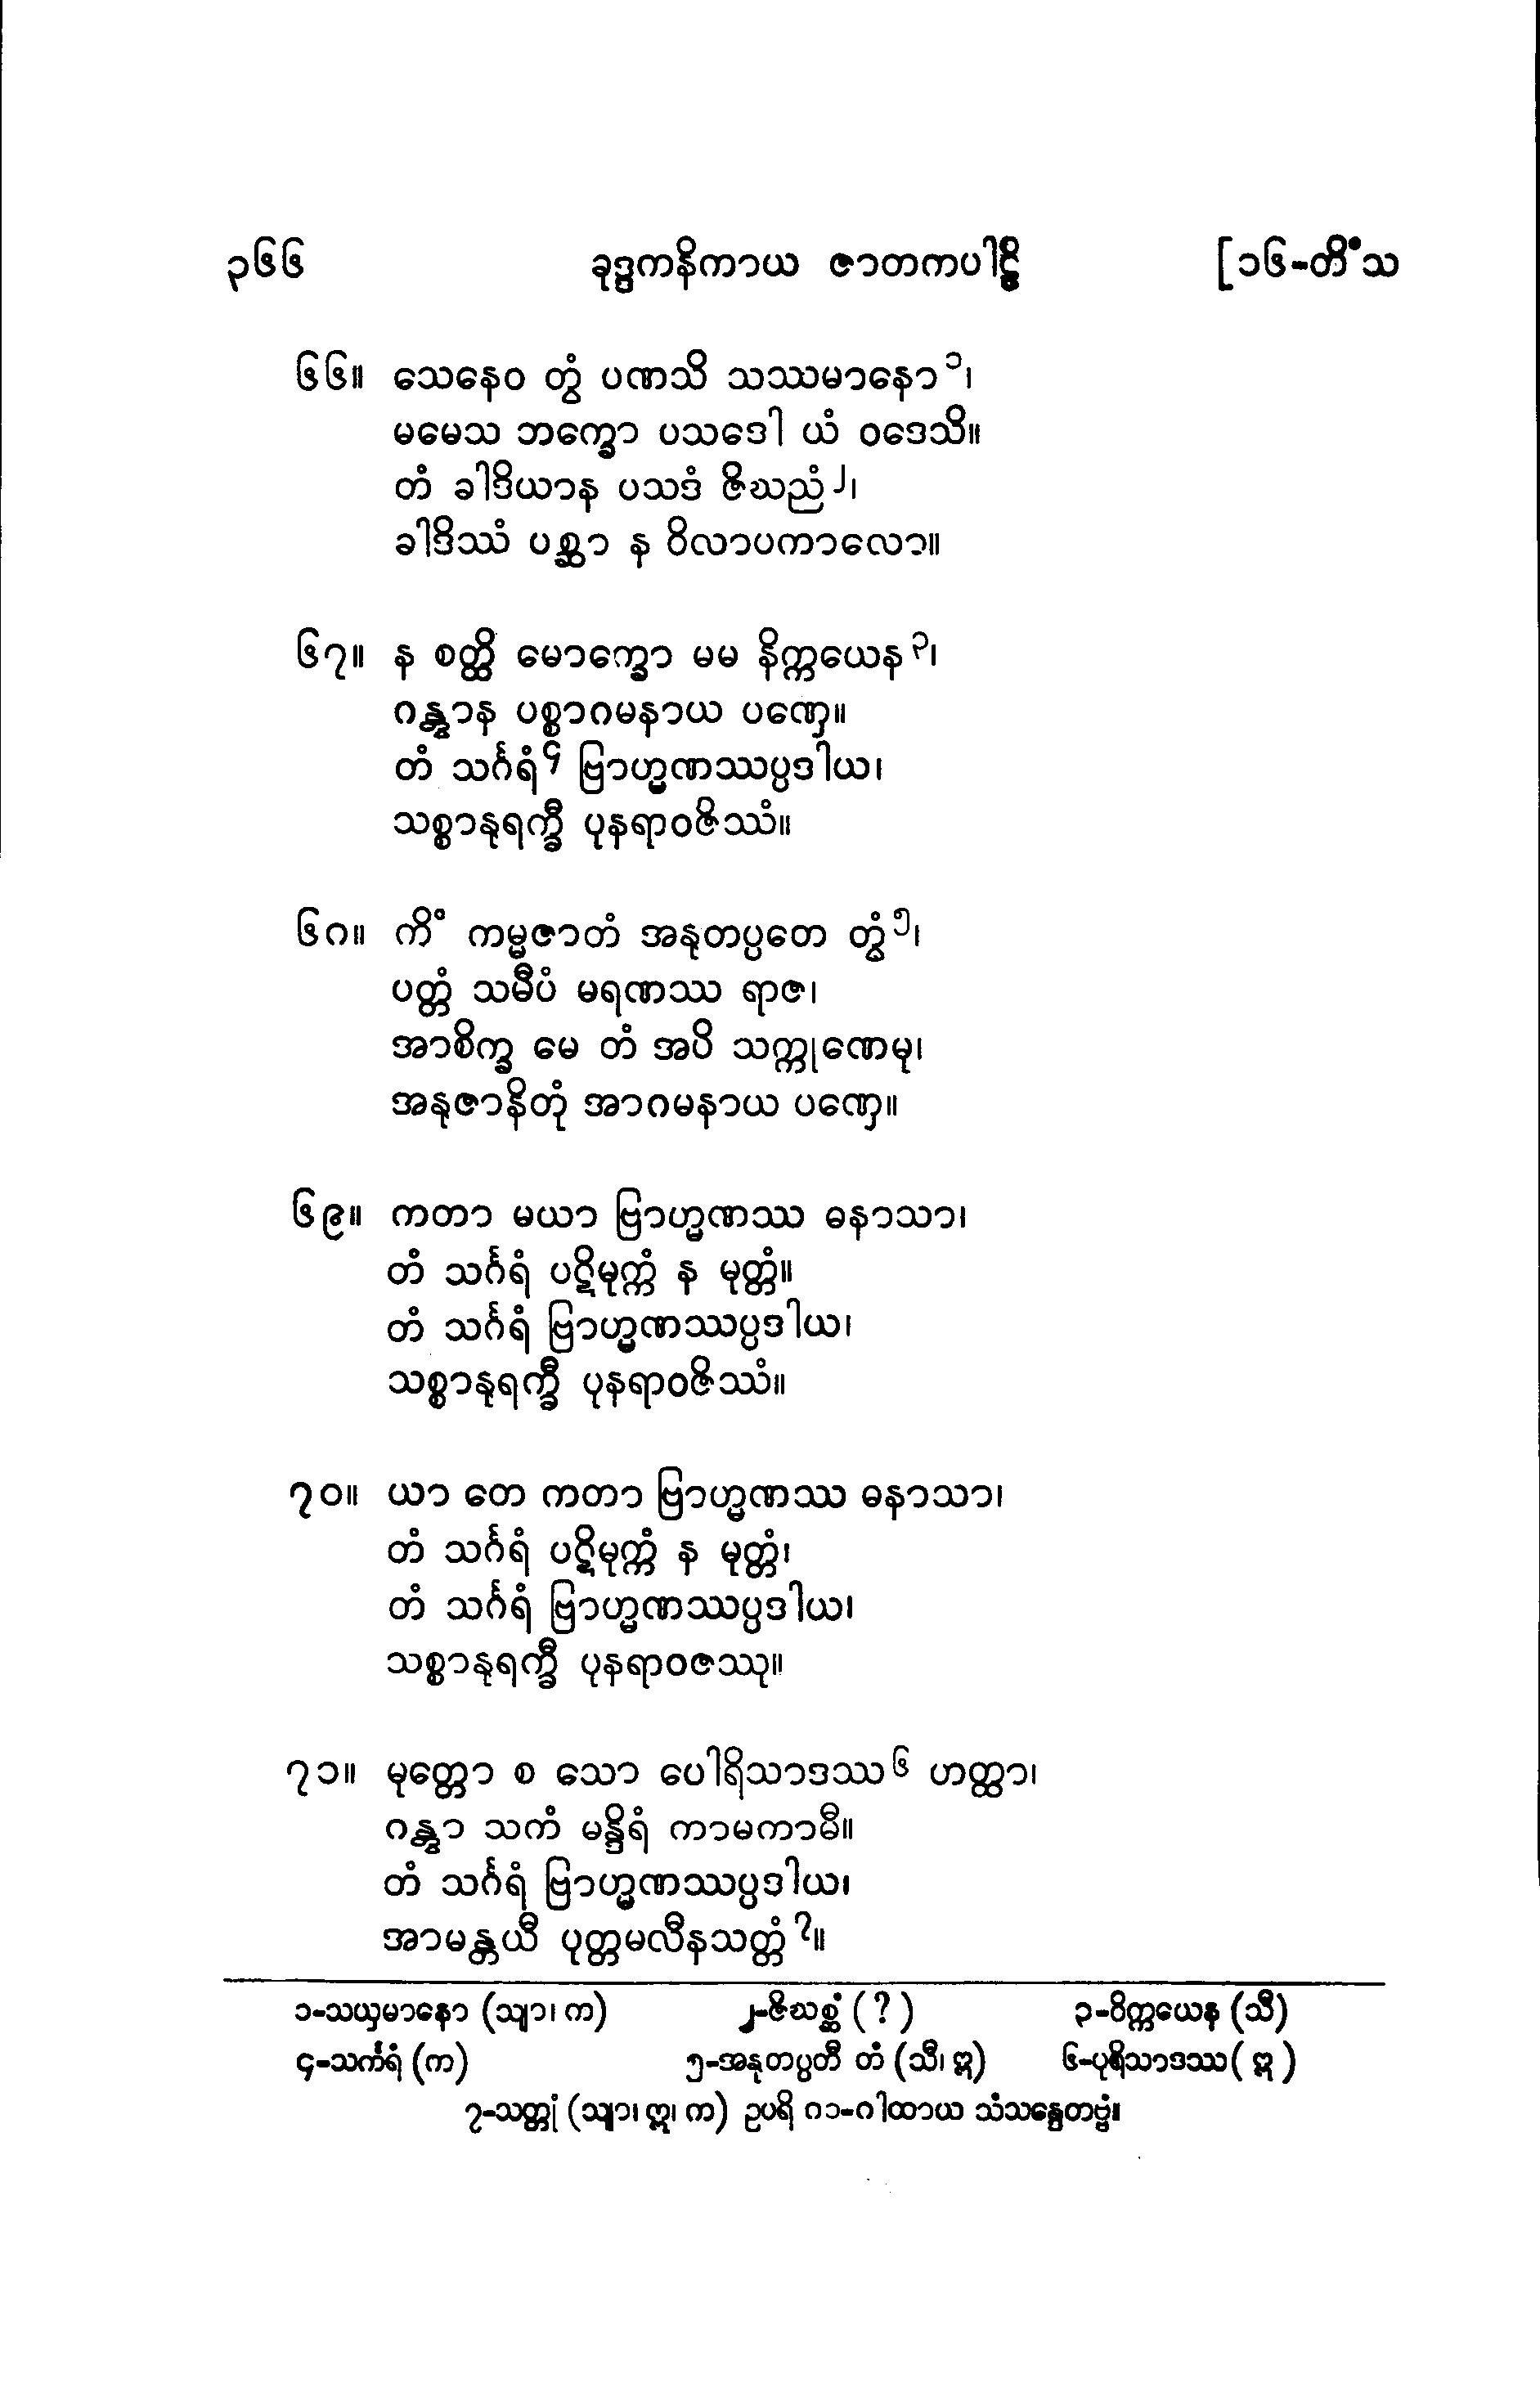 ၃၆၆ ခုဒ္ဒကနိကာယ ဇာတကပါဠိ [၁၆-တိံသ
၆၆။ သေနေဝ တွံ ပဏသိ သဿမာနော၁၊
မမေသ ဘက္ခော ပသဒေါ ယံ ဝဒေသိ။
တံ ခါဒိယာန ပသဒံ ဇိဃညံ၂၊
ခါဒိဿံ ပစ္ဆာ န ဝိလာပကာလော။
၆၇။ န စတ္ထိ မောက္ခော မမ နိက္ကယေန၃၊
ဂန္တွာန ပစ္စာဂမနာယ ပဏှေ။
တံ သင်္ဂရံ၄ ဗြာဟ္မဏဿပ္ပဒါယ၊
သစ္စာနုရက္ခီ ပုနရာဝဇိဿံ။
၆၈။ ကိံ ကမ္မဇာတံ အနုတပ္ပတေ တွံ၅၊
ပတ္တံ သမီပံ မရဏဿ ရာဇ၊
အာစိက္ခ မေ တံ အပိ သက္ကုဏေမု၊
အနုဇာနိတုံ အာဂမနာယ ပဏှေ။
၆၉။ ကတာ မယာ ဗြာဟ္မဏဿ ဓနာသာ၊
တံ သင်္ဂရံ ပဋိမုက္ကံ န မုတ္တံ။
တံ သင်္ဂရံ ဗြာဟ္မဏဿပ္ပဒါယ၊
သစ္စာနုရက္ခီ ပုနရာဝဇိဿံ။
၇၀။ ယာ တေ ကတာ ဗြာဟ္မဏဿ ဓနာသာ၊
တံ သင်္ဂရံ ပဋိမုက္ကံ န မုတ္တံ၊
တံ သင်္ဂရံ ဗြာဟ္မဏဿပ္ပဒါယ၊
သစ္စာနုရက္ခီ ပုနရာဝဇဿု။
၇၁။ မုတ္တော စ သော ပေါရိသာဒဿ၆ ဟတ္ထာ၊
ဂန္တွာ သကံ မန္ဒိရံ ကာမကာမီ။
တံ သင်္ဂရံ ဗြာဟ္မဏဿပ္ပဒါယ၊
အာမန္တယီ ပုတ္တမလီနသတ္တံ၇။
၁-သယှမာနော (သျာ၊ က) ၂-ဇိဃစ္ဆံ (?) ၃-ဝိက္ကယေန (သီ)
၄-သင်္ကရံ (က) ၅-အနုတပ္ပတီ တံ (သီ၊ ဣ) ၆-ပုရိသာဒဿ (ဣ)
၇-သတ္တုံ (သျာ၊ ဣ၊ က) ဥပရိ ၈၁-ဂါထာယ သံသန္ဒေတဗ္ဗံ။